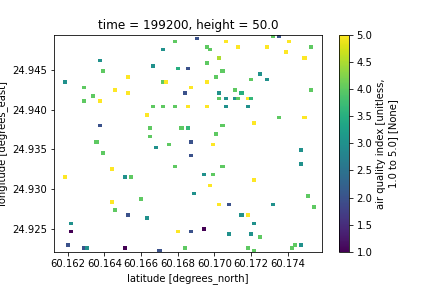 time = 199200, height = 50.0
24.945
24.940
24.935
24.930
24.925
longitude [degrees_east]
60.162 60.164 60.166 60.168 60.170 60.172 60.174
latitude [degrees_north]
5.0
4.5
4.0
3.5
3.0
2.5
2.0
1.5
1.0
air quality index [unitless,
1.0 to 5.0] [None]